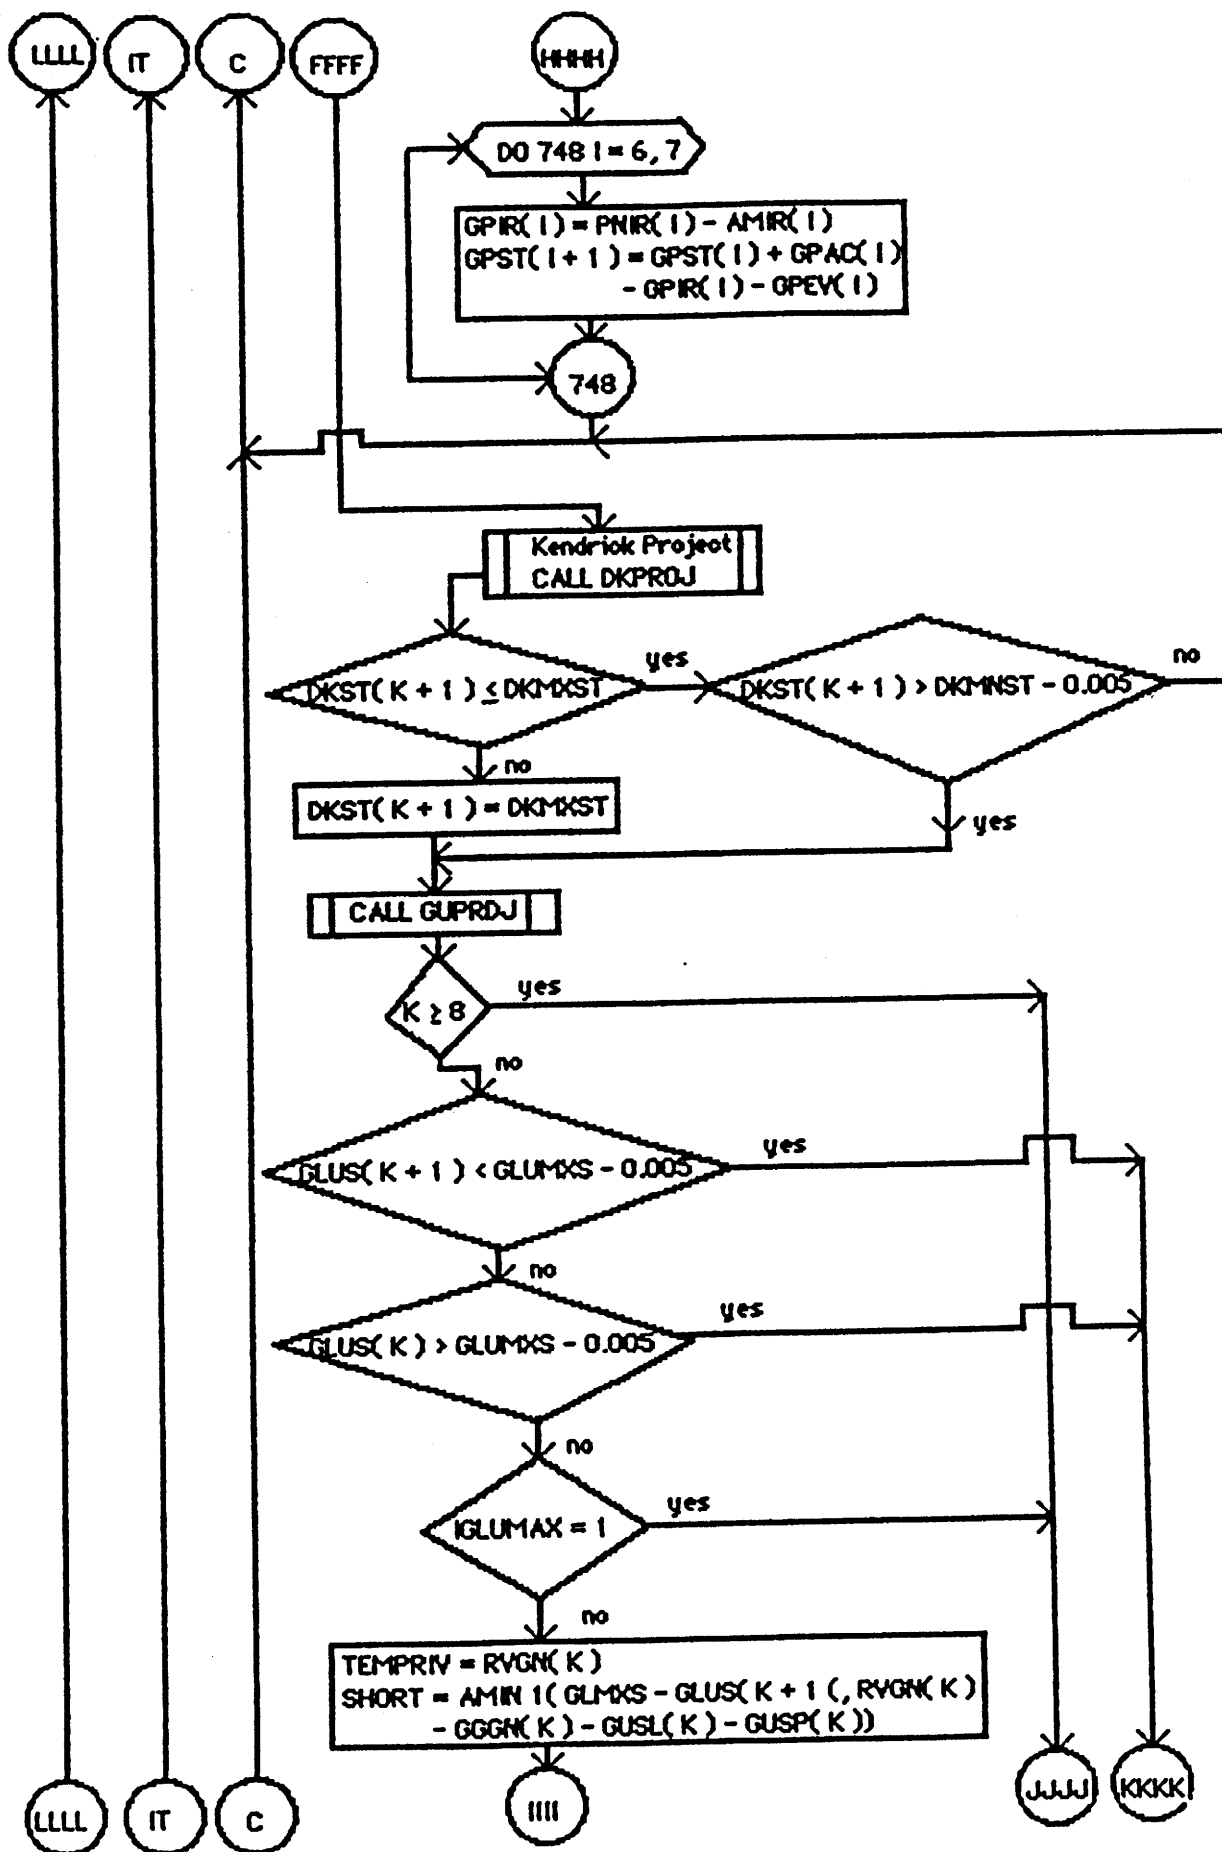 LLLL IT C FFFF HHHH
DO 748 I = 6, 7
GPIR( I ) = PNIR( I ) - AMIR( I )
GPST( I + 1 ) = GPST( I ) + GPAC( I )
- GPIR( I ) - GPEV( I )
748
Kendrick Project
CALL DKPROJ
DKST( K + 1 ) ≤ DKMXST
yes
DKST( K + 1 ) > DKMNST - 0.005
no
no
DKST( K + 1 ) = DKMXST
yes
CALL GUPRDJ
K ≥ 8
yes
no
GLUS( K + 1 ) < GLUMXS - 0.005
yes
no
GLUS( K ) > GLUMXS - 0.005
yes
no
IGLUMAX = 1
yes
no
TEMPRIV = RVGN( K )
SHORT = AMIN 1( GLMXS - GLUS( K + 1 (, RVGN( K )
- GGGN( K ) - GUSL( K ) - GUSP( K ))
LLLL IT C IIII JJJJ KKKK